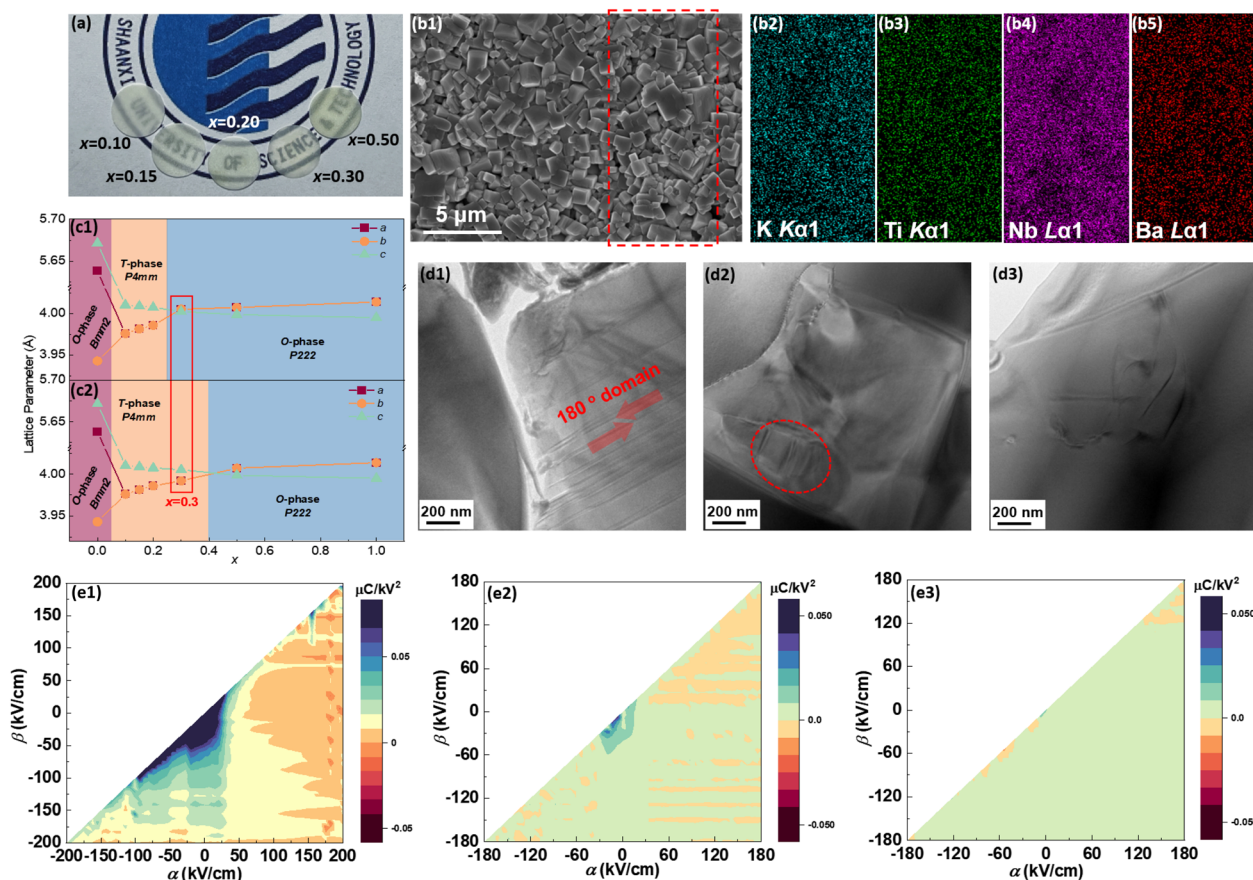 (a)
SHAANXI UNIVERSITY OF SCIENCE & TECHNOLOGY
x=0.10
x=0.15
x=0.20
x=0.30
x=0.50
(b1)
5 μm
(b2)
K Kα1
(b3)
Ti Kα1
(b4)
Nb Lα1
(b5)
Ba Lα1
Lattice Parameter (Å)
(c1)
5.70
5.65
4.00
3.95
O-phase
Bmm2
T-phase
P4mm
O-phase
P222
a
b
c
(c2)
5.70
5.65
4.00
3.95
O-phase
Bmm2
T-phase
P4mm
x=0.3
O-phase
P222
a
b
c
0.0 0.2 0.4 0.6 0.8 1.0
x
(d1)
180 º domain
200 nm
(d2)
200 nm
(d3)
200 nm
(e1)
μC/kV²
0.05
0
-0.05
200
150
100
50
0
-50
-100
-150
-200
β (kV/cm)
-200 -150 -100 -50 0 50 100 150 200
α (kV/cm)
(e2)
μC/kV²
0.050
0.0
-0.050
180
120
60
0
-60
-120
-180
β (kV/cm)
-180 -120 -60 0 60 120 180
α (kV/cm)
(e3)
μC/kV²
0.050
0.0
-0.050
180
120
60
0
-60
-120
-180
β (kV/cm)
-180 -120 -60 0 60 120 180
α (kV/cm)